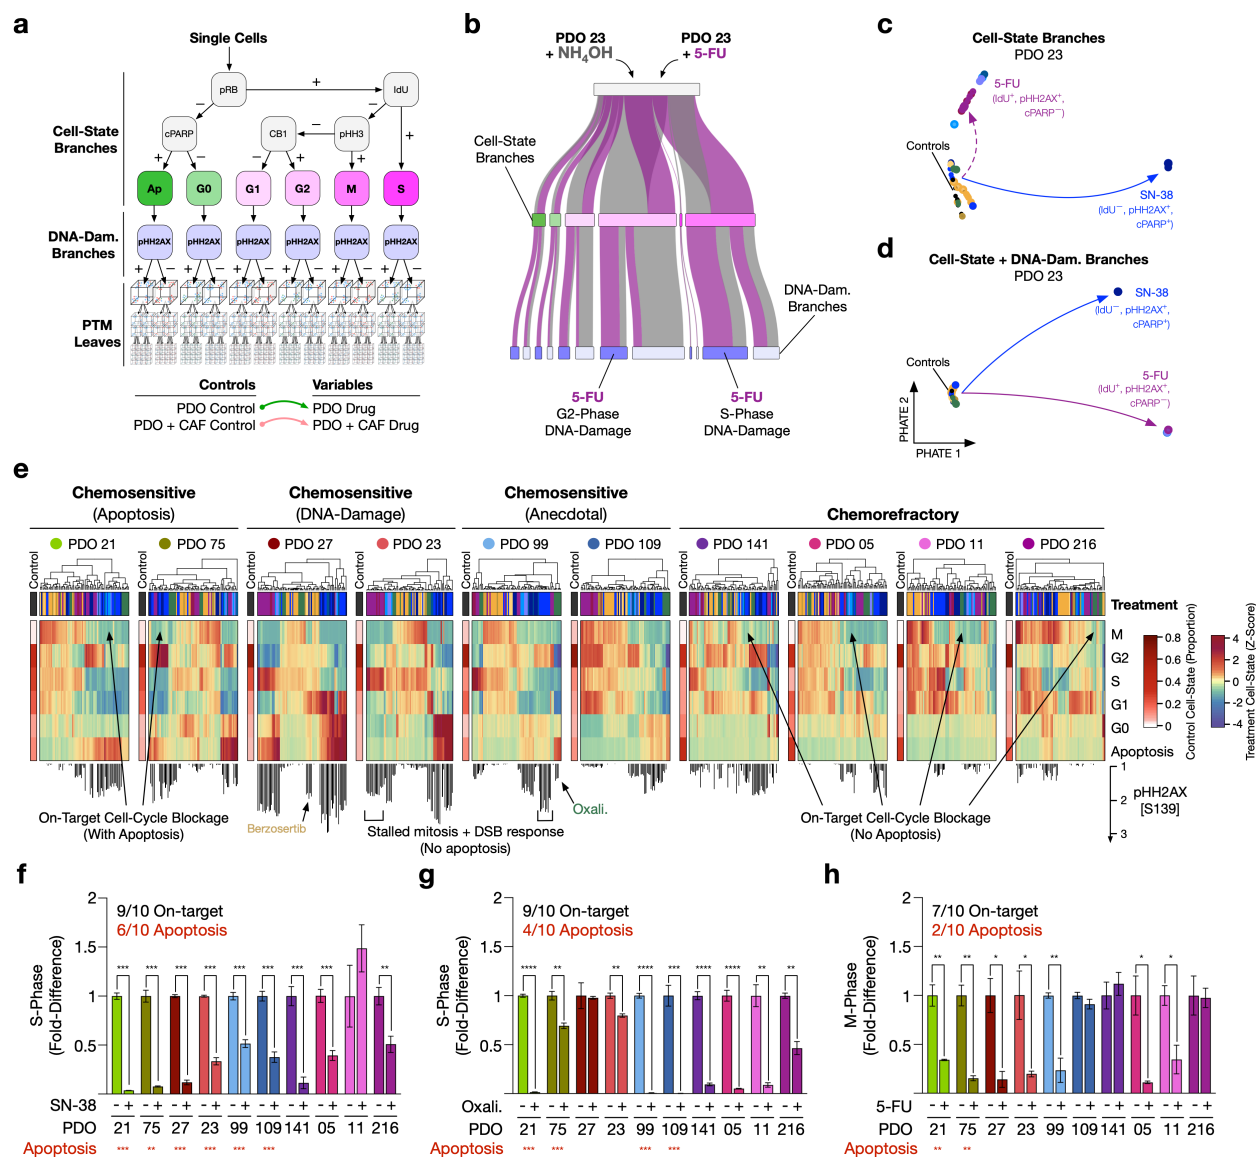 a
Single Cells
pRB
+
IdU
−
−
+
cPARP
CB1
−
pHH3
Cell-State
Branches
+
−
−
+
+
Ap
G0
G1
G2
M
S
DNA-Dam.
Branches
pHH2AX
pHH2AX
pHH2AX
pHH2AX
pHH2AX
pHH2AX
+ − + − + − + − + − + −
PTM
Leaves
Controls
Variables
PDO Control
PDO Drug
PDO + CAF Control
PDO + CAF Drug
b
PDO 23
+ NH4OH
PDO 23
+ 5-FU
Cell-State
Branches
DNA-Dam.
Branches
5-FU
G2-Phase
DNA-Damage
5-FU
S-Phase
DNA-Damage
c
Cell-State Branches
PDO 23
5-FU
(IdU+, pHH2AX+,
cPARP−)
Controls
SN-38
(IdU−, pHH2AX+,
cPARP+)
d
Cell-State + DNA-Dam. Branches
PDO 23
SN-38
(IdU−, pHH2AX+,
cPARP+)
Controls
5-FU
(IdU+, pHH2AX+,
cPARP−)
PHATE 2
PHATE 1
e
Chemosensitive
(Apoptosis)
Chemosensitive
(DNA-Damage)
Chemosensitive
(Anecdotal)
Chemorefractory
PDO 21
PDO 75
PDO 27
PDO 23
PDO 99
PDO 109
PDO 141
PDO 05
PDO 11
PDO 216
Control
Control
Control
Control
Control
Control
Control
Control
Control
Control
Treatment
M
G2
S
G1
G0
Apoptosis
0.8
0.6
0.4
0.2
0
Control Cell-State (Proportion)
4
2
0
-2
-4
Treatment Cell-State (Z-Score)
1
2
3
pHH2AX
[S139]
On-Target Cell-Cycle Blockage
(With Apoptosis)
Berzosertib
Stalled mitosis + DSB response
(No apoptosis)
Oxali.
On-Target Cell-Cycle Blockage
(No Apoptosis)
f
S-Phase
(Fold-Difference)
2
1.5
1
0.5
9/10 On-target
6/10 Apoptosis
*** *** *** *** *** *** *** *** **
SN-38 - + - + - + - + - + - + - + - + - + - +
PDO 21 75 27 23 99 109 141 05 11 216
Apoptosis *** ** *** *** *** ***
g
S-Phase
(Fold-Difference)
2
1.5
1
0.5
9/10 On-target
4/10 Apoptosis
**** ** ** **** *** **** **** ** **
Oxali. - + - + - + - + - + - + - + - + - + - +
PDO 21 75 27 23 99 109 141 05 11 216
*** *** *** ***
h
M-Phase
(Fold-Difference)
2
1.5
1
0.5
7/10 On-target
2/10 Apoptosis
** ** * * ** * *
5-FU - + - + - + - + - + - + - + - + - + - +
PDO 21 75 27 23 99 109 141 05 11 216
Apoptosis ** **